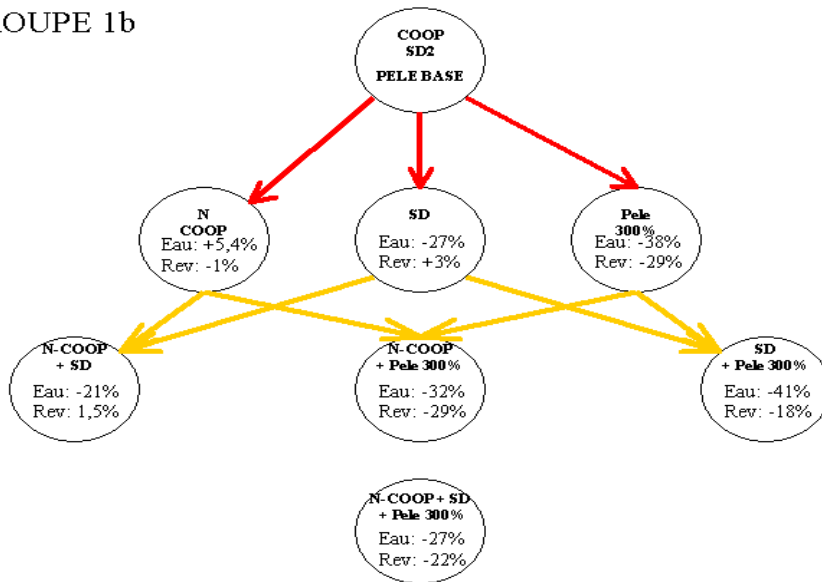 OUPE 1b
COOP
SD2
PELE BASE
N
COOP
Eau: +5,4%
Rev: -1%
SD
Eau: -27%
Rev: +3%
Pele
300%
Eau: -38%
Rev: -29%
N-COOP
+ SD
Eau: -21%
Rev: 1,5%
N-COOP
+ Pele 300%
Eau: -32%
Rev: -29%
SD
+ Pele 300%
Eau: -41%
Rev: -18%
N-COOP + SD
+ Pele 300%
Eau: -27%
Rev: -22%